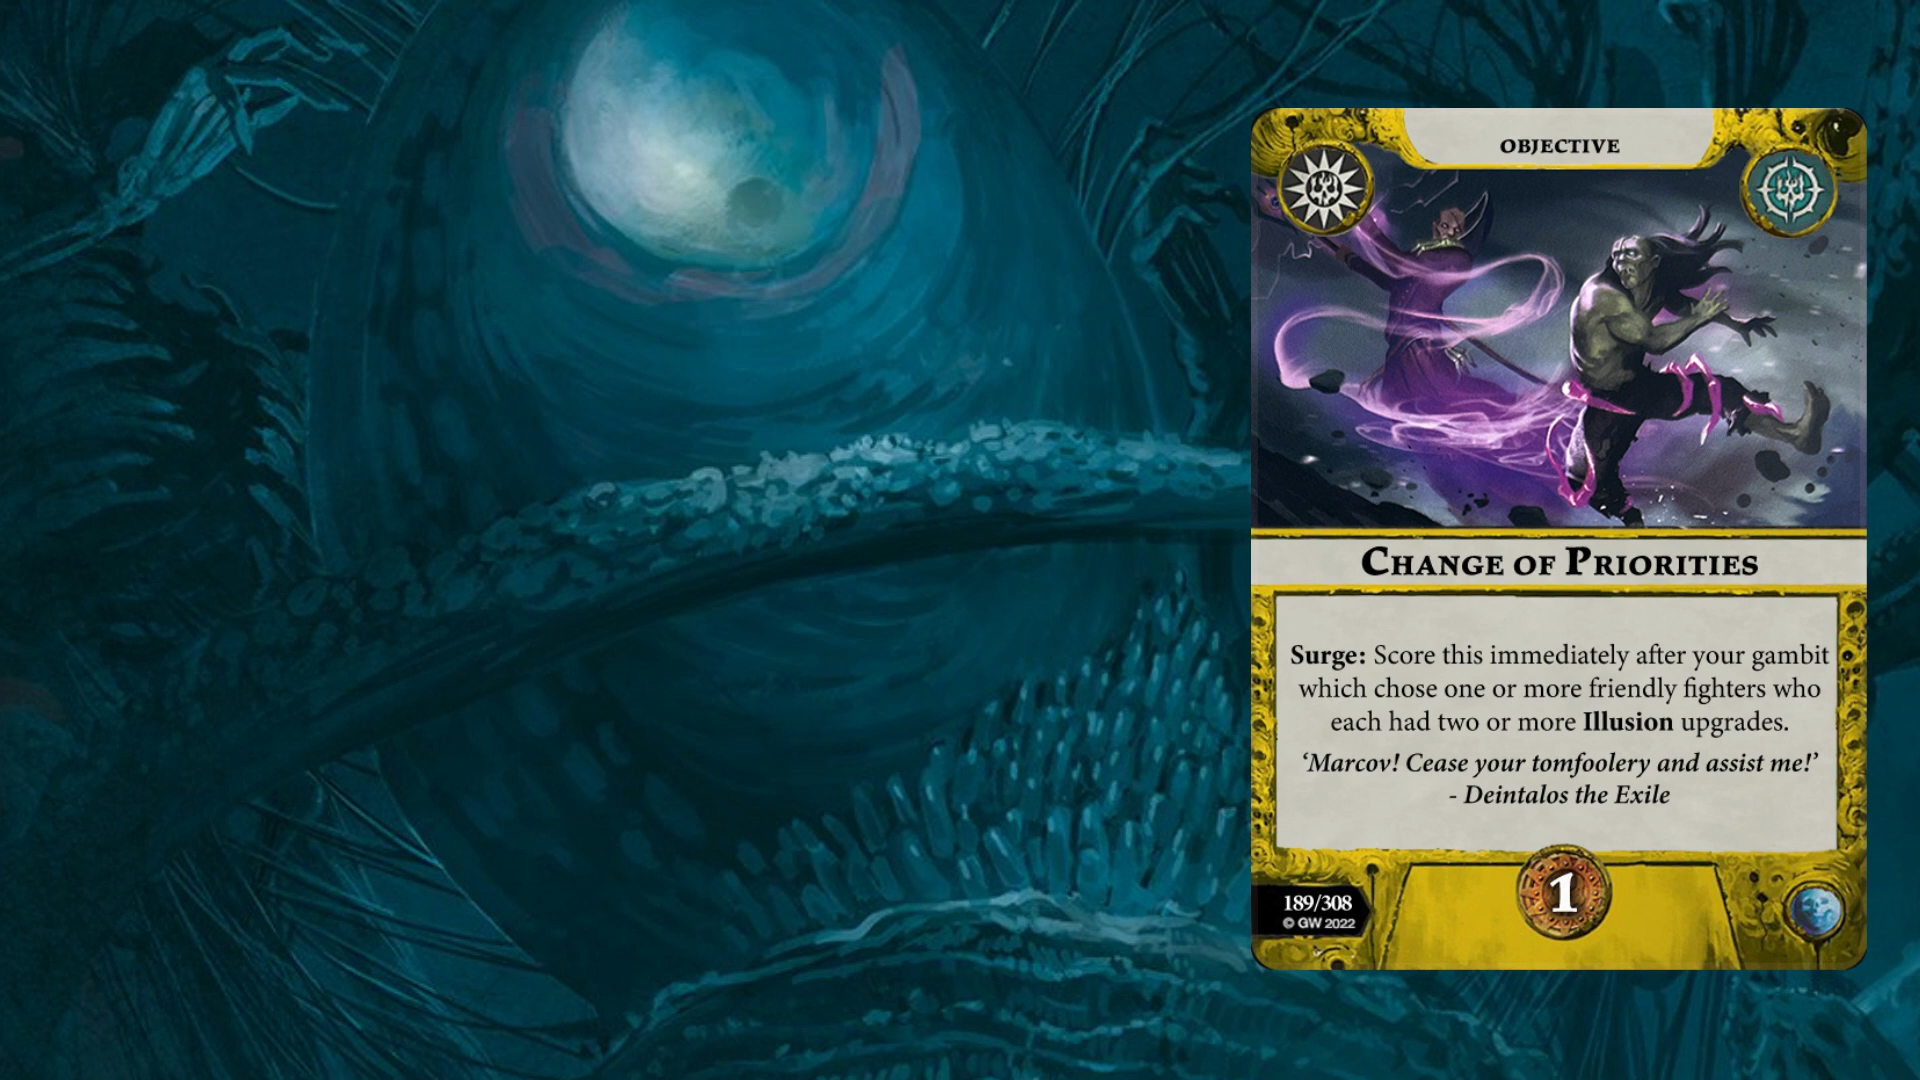 OBJECTIVE
CHANGE OF PRIORITIES
Surge: Score this immediately after your gambit
which chose one or more friendly fighters who
each had two or more Illusion upgrades.
‘Marcov! Cease your tomfoolery and assist me!’
- Deintalos the Exile
1
189/308
© GW 2022